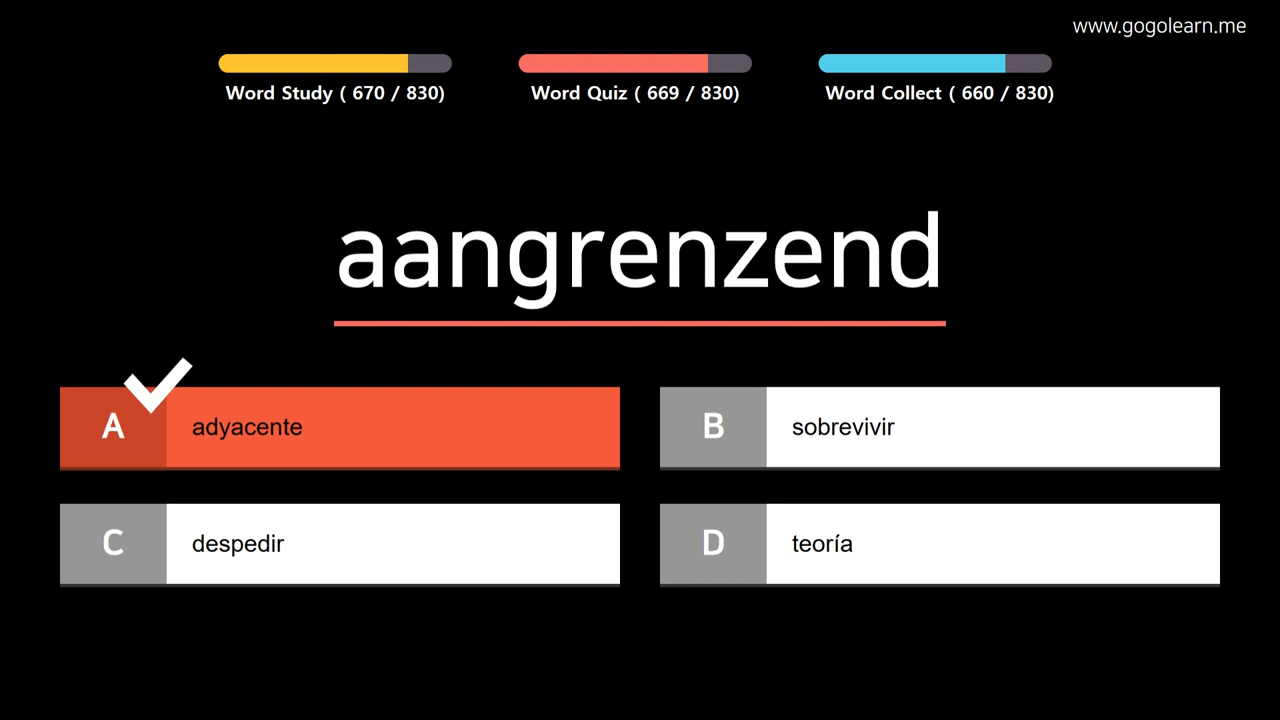 www.gogolearn.me
Word Study ( 670 / 830)
Word Quiz ( 669 / 830)
Word Collect ( 660 / 830)
aangrenzend
A adyacente
B sobrevivir
C despedir
D teoría